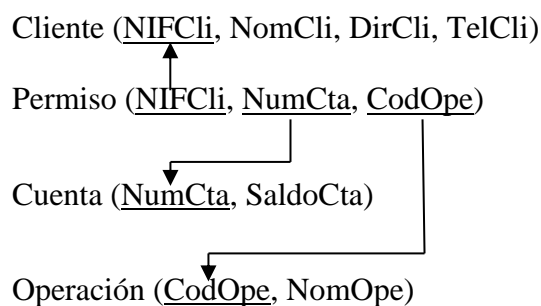 Cliente (NIFCli, NomCli, DirCli, TelCli)
Permiso (NIFCli, NumCta, CodOpe)
Cuenta (NumCta, SaldoCta)
Operación (CodOpe, NomOpe)